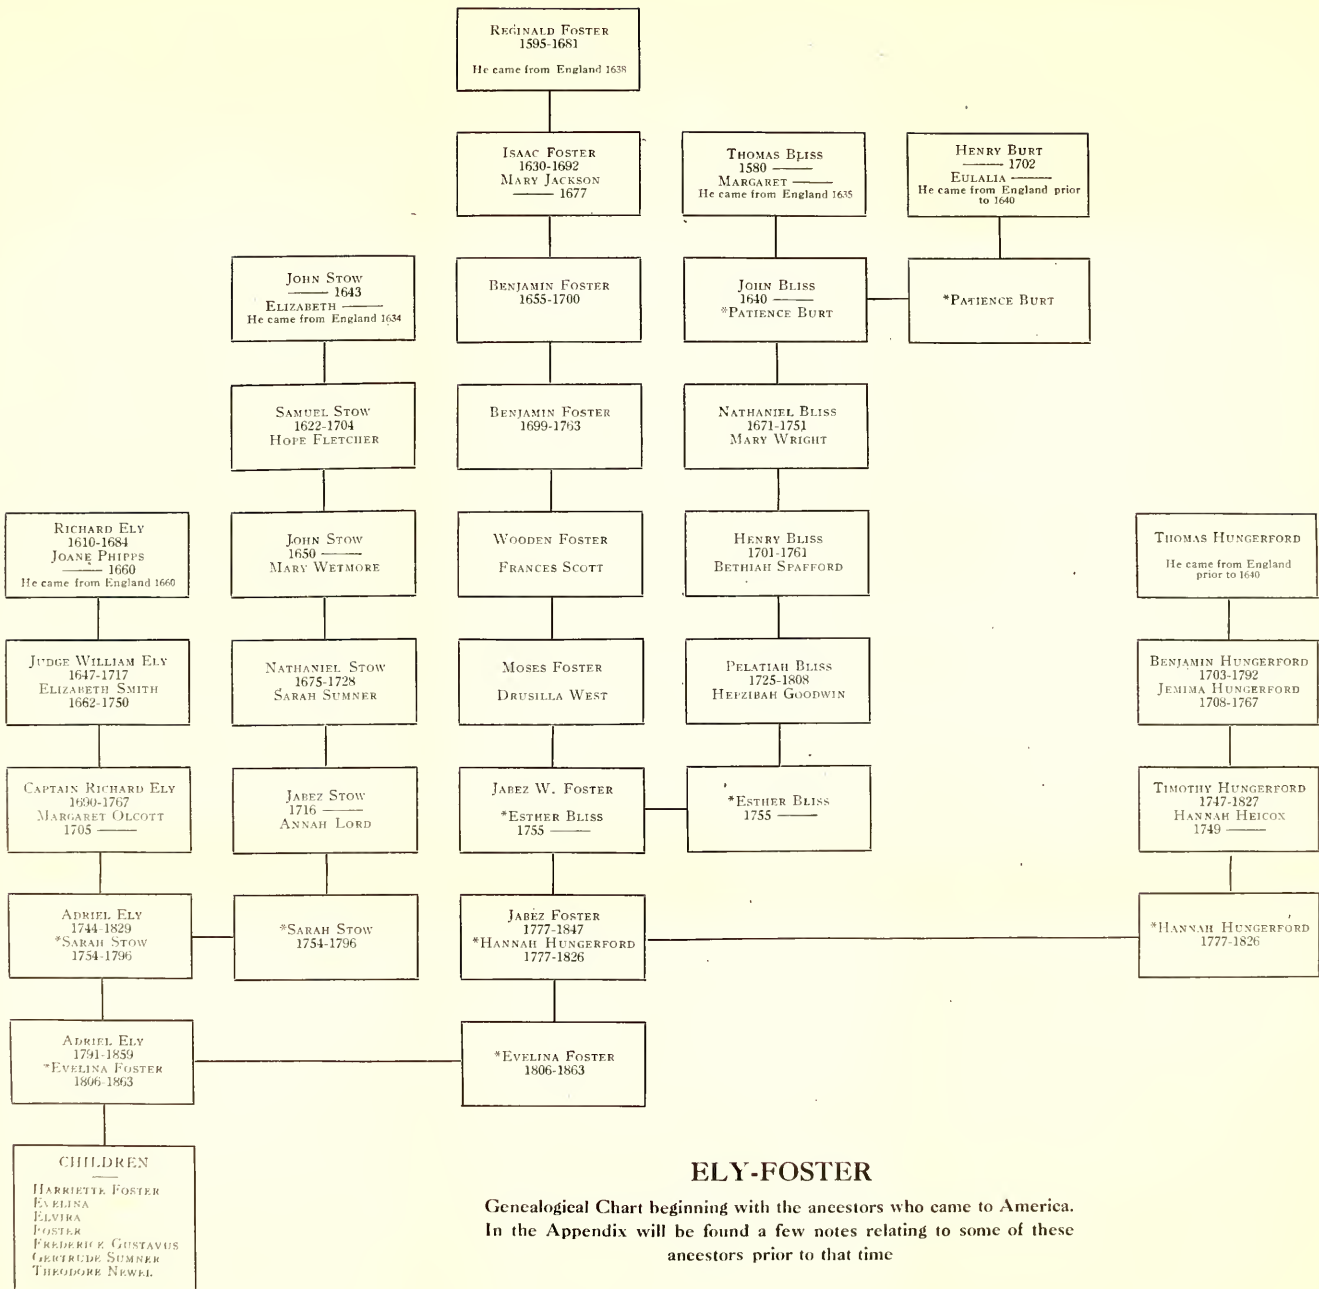 REGINALD FOSTER
1595-1681
He came from England 1638
ISAAC FOSTER
1630-1692
MARY JACKSON
—— 1677
THOMAS BLISS
1580 ——
MARGARET ——
He came from England 1635
HENRY BURT
—— 1702
EULALIA ——
He came from England prior
to 1640
JOHN STOW
—— 1643
ELIZABETH ——
He came from England 1634
BENJAMIN FOSTER
1655-1700
JOHN BLISS
1640 ——
*PATIENCE BURT
*PATIENCE BURT
SAMUEL STOW
1622-1704
HOPE FLETCHER
BENJAMIN FOSTER
1699-1763
NATHANIEL BLISS
1671-1751
MARY WRIGHT
RICHARD ELY
1610-1684
JOANE PHIPPS
—— 1660
He came from England 1660
JOHN STOW
1650 ——
MARY WETMORE
WOODEN FOSTER
FRANCES SCOTT
HENRY BLISS
1701-1761
BETHIAH SPAFFORD
THOMAS HUNGERFORD
He came from England
prior to 1640
JUDGE WILLIAM ELY
1647-1717
ELIZABETH SMITH
1662-1750
NATHANIEL STOW
1675-1728
SARAH SUMNER
MOSES FOSTER
DRUSILLA WEST
PELATIAH BLISS
1725-1808
HEPZIBAH GOODWIN
BENJAMIN HUNGERFORD
1703-1792
JEMIMA HUNGERFORD
1708-1767
CAPTAIN RICHARD ELY
1690-1767
MARGARET OLCOTT
1705 ——
JABEZ STOW
1716 ——
ANNAH LORD
JABEZ W. FOSTER
*ESTHER BLISS
1755 ——
*ESTHER BLISS
1755 ——
TIMOTHY HUNGERFORD
1747-1827
HANNAH HEICOX
1749 ——
ADRIEL ELY
1744-1829
*SARAH STOW
1754-1796
*SARAH STOW
1754-1796
JABEZ FOSTER
1777-1847
*HANNAH HUNGERFORD
1777-1826
*HANNAH HUNGERFORD
1777-1826
ADRIEL ELY
1791-1859
*EVELINA FOSTER
1806-1863
*EVELINA FOSTER
1806-1863
CHILDREN
HARRIETTE FOSTER
EVELINA
ELVIRA
FOSTER
FREDERICK GUSTAVUS
GERTRUDE SUMNER
THEODORE NEWEL
ELY-FOSTER
Genealogical Chart beginning with the ancestors who came to America.
In the Appendix will be found a few notes relating to some of these
ancestors prior to that time